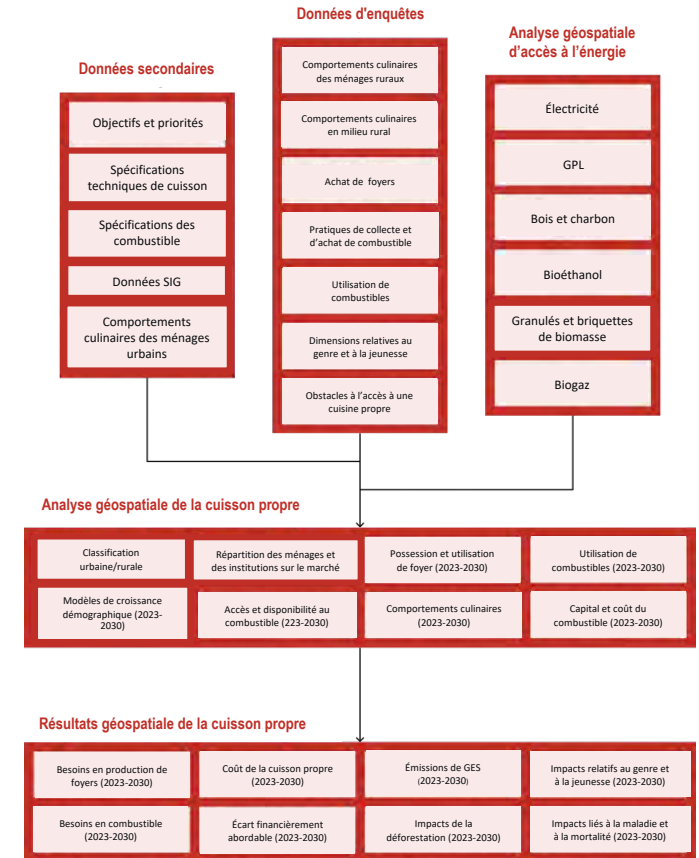 Données secondaires
Objectifs et priorités
Spécifications
techniques de cuisson
Spécifications des
combustible
Données SIG
Comportements
culinaires des ménages
urbains
Données d'enquêtes
Comportements culinaires
des ménages ruraux
Comportements culinaires
en milieu rural
Achat de foyers
Pratiques de collecte et
d'achat de combustible
Utilisation de
combustibles
Dimensions relatives au
genre et à la jeunesse
Obstacles à l'accès à une
cuisine propre
Analyse géospatiale
d'accès à l'énergie
Électricité
GPL
Bois et charbon
Bioéthanol
Granulés et briquettes
de biomasse
Biogaz
Analyse géospatiale de la cuisson propre
Classification
urbaine/rurale
Répartition des ménages et
des institutions sur le marché
Possession et utilisation
de foyer (2023-2030)
Utilisation de
combustibles (2023-2030)
Modèles de croissance
démographique (2023-
2030)
Accès et disponibilité au
combustible (223-2030)
Comportements culinaires
(2023-2030)
Capital et coût du
combustible (2023-2030)
Résultats géospatiale de la cuisson propre
Besoins en production de
foyers (2023-2030)
Coût de la cuisson propre
(2023-2030)
Émissions de GES
(2023-2030)
Impacts relatifs au genre et
à la jeunesse (2023-2030)
Besoins en combustible
(2023-2030)
Écart financièrement
abordable (2023-2030)
Impacts de la
déforestation (2023-2030)
Impacts liés à la maladie et
à la mortalité (2023-2030)